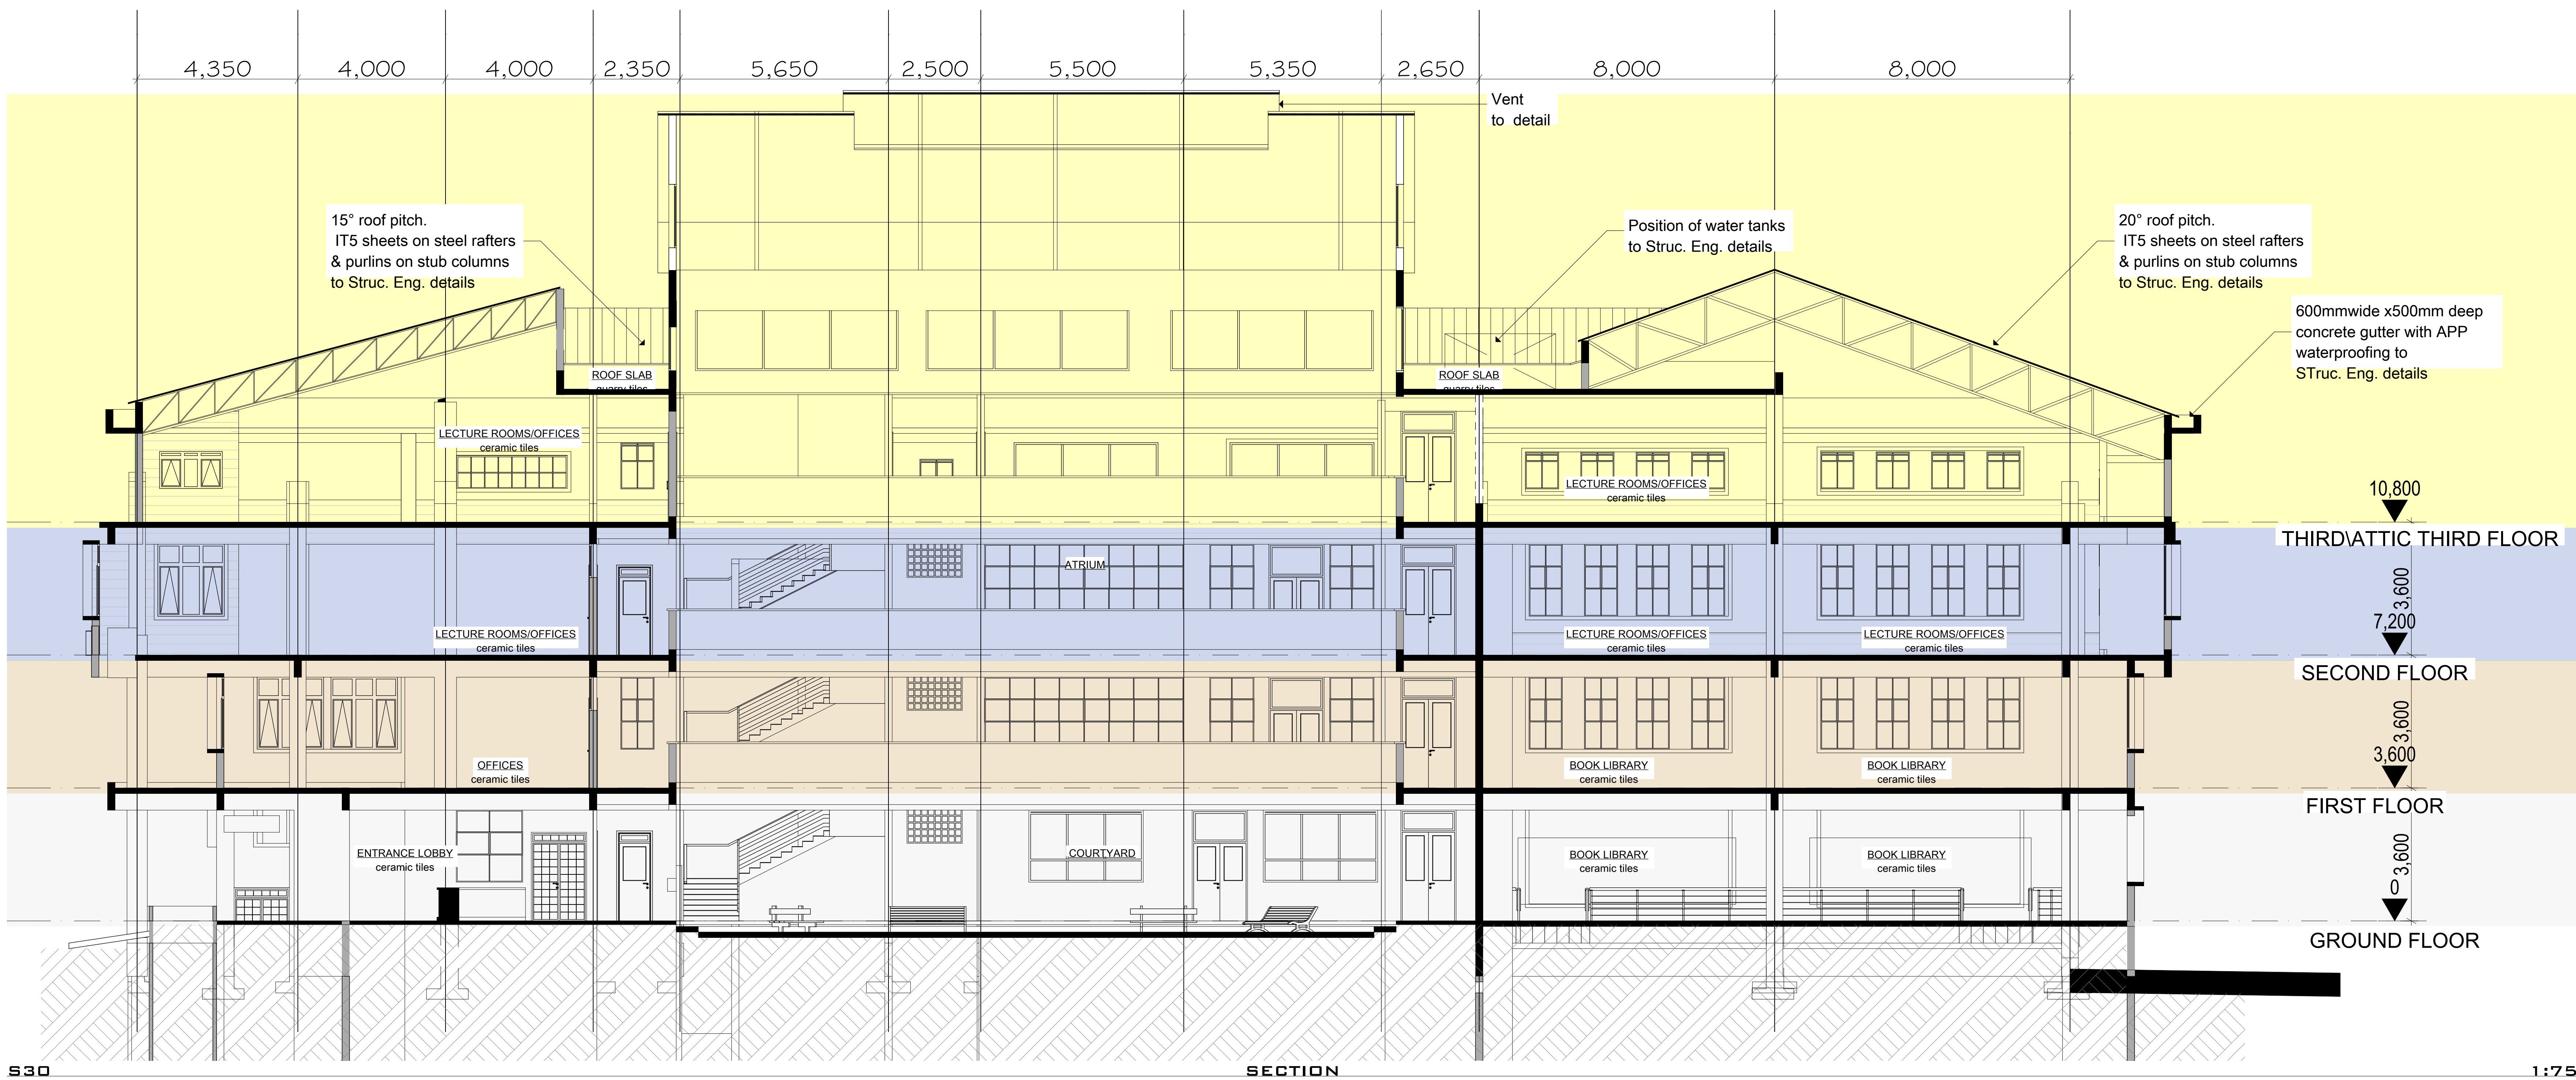 4,350
4,000
4,000
2,350
5,650
2,500
5,500
5,350
2,650
8,000
8,000
Vent
to detail
15° roof pitch.
IT5 sheets on steel rafters
& purlins on stub columns
to Struc. Eng. details
Position of water tanks
to Struc. Eng. details
20° roof pitch.
IT5 sheets on steel rafters
& purlins on stub columns
to Struc. Eng. details
600mmwide x500mm deep
concrete gutter with APP
waterproofing to
STruc. Eng. details
ROOF SLAB
quarry tiles
ROOF SLAB
quarry tiles
LECTURE ROOMS/OFFICES
ceramic tiles
LECTURE ROOMS/OFFICES
ceramic tiles
10,800
THIRD\ATTIC THIRD FLOOR
ATRIUM
3,600
LECTURE ROOMS/OFFICES
ceramic tiles
LECTURE ROOMS/OFFICES
ceramic tiles
LECTURE ROOMS/OFFICES
ceramic tiles
7,200
SECOND FLOOR
3,600
OFFICES
ceramic tiles
BOOK LIBRARY
ceramic tiles
BOOK LIBRARY
ceramic tiles
3,600
FIRST FLOOR
3,600
ENTRANCE LOBBY
ceramic tiles
COURTYARD
BOOK LIBRARY
ceramic tiles
BOOK LIBRARY
ceramic tiles
0
GROUND FLOOR
S30
SECTION
1:75